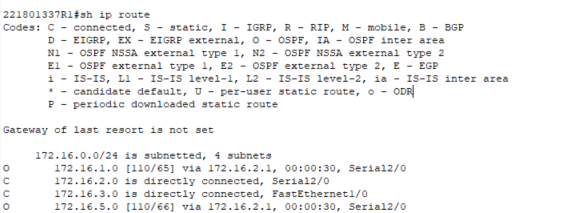 221801337R1#sh ip route
Codes: C - connected, S - static, I - IGRP, R - RIP, M - mobile, B - BGP
       D - EIGRP, EX - EIGRP external, O - OSPF, IA - OSPF inter area
       N1 - OSPF NSSA external type 1, N2 - OSPF NSSA external type 2
       E1 - OSPF external type 1, E2 - OSPF external type 2, E - EGP
       i - IS-IS, L1 - IS-IS level-1, L2 - IS-IS level-2, ia - IS-IS inter area
       * - candidate default, U - per-user static route, o - ODR
       P - periodic downloaded static route
Gateway of last resort is not set
     172.16.0.0/24 is subnetted, 4 subnets
O       172.16.1.0 [110/65] via 172.16.2.1, 00:00:30, Serial2/0
C       172.16.2.0 is directly connected, Serial2/0
C       172.16.3.0 is directly connected, FastEthernet1/0
O       172.16.5.0 [110/66] via 172.16.2.1, 00:00:30, Serial2/0